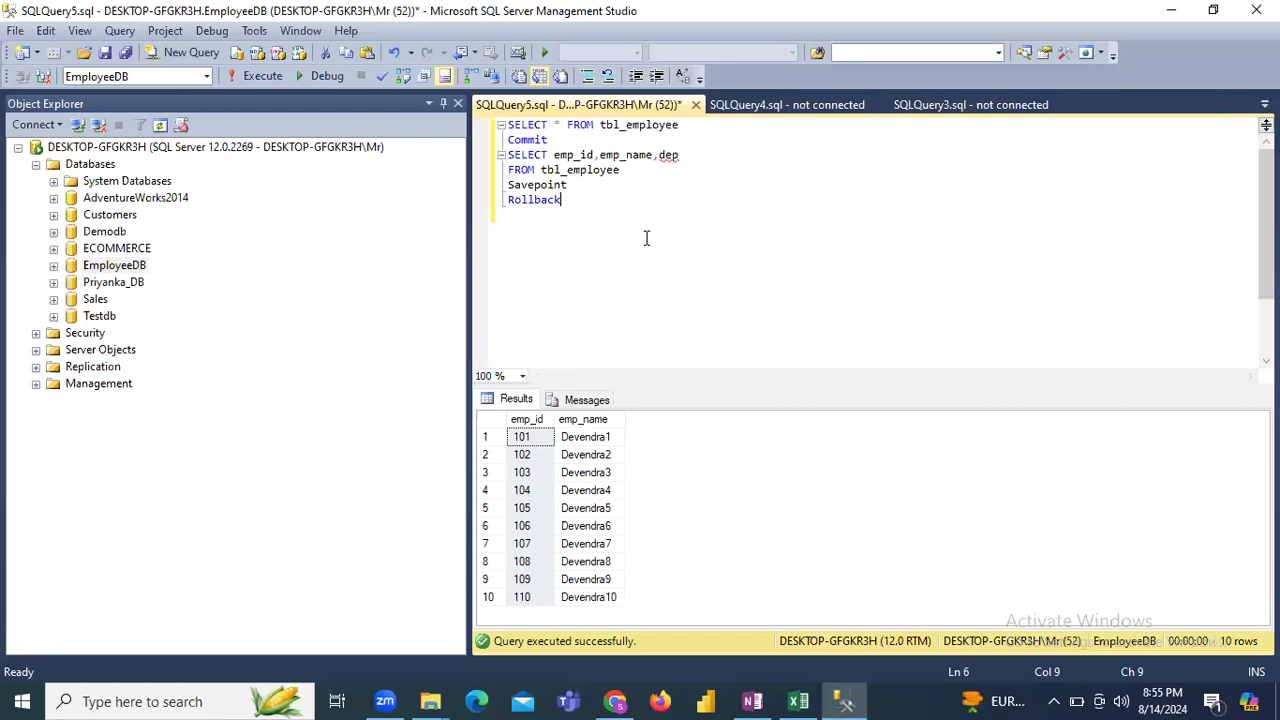 SQLQuery5.sql - DESKTOP-GFGKR3H.EmployeeDB (DESKTOP-GFGKR3H\Mr (52))* - Microsoft SQL Server Management Studio
File Edit View Query Project Debug Tools Window Help
New Query
EmployeeDB Execute Debug
Object Explorer
Connect
DESKTOP-GFGKR3H (SQL Server 12.0.2269 - DESKTOP-GFGKR3H\Mr)
Databases
System Databases
AdventureWorks2014
Customers
Demodb
ECOMMERCE
EmployeeDB
Priyanka_DB
Sales
Testdb
Security
Server Objects
Replication
Management
SQLQuery5.sql - D...P-GFGKR3H\Mr (52))* SQLQuery4.sql - not connected SQLQuery3.sql - not connected
SELECT * FROM tbl_employee
Commit
SELECT emp_id,emp_name,dep
FROM tbl_employee
Savepoint
Rollback
100 %
Results Messages
emp_id emp_name
1 101 Devendra1
2 102 Devendra2
3 103 Devendra3
4 104 Devendra4
5 105 Devendra5
6 106 Devendra6
7 107 Devendra7
8 108 Devendra8
9 109 Devendra9
10 110 Devendra10
Activate Windows
Query executed successfully. DESKTOP-GFGKR3H (12.0 RTM) DESKTOP-GFGKR3H\Mr (52) EmployeeDB 00:00:00 10 rows
Ready Ln 6 Col 9 Ch 9
Type here to search EUR... 8:55 PM
8/14/2024